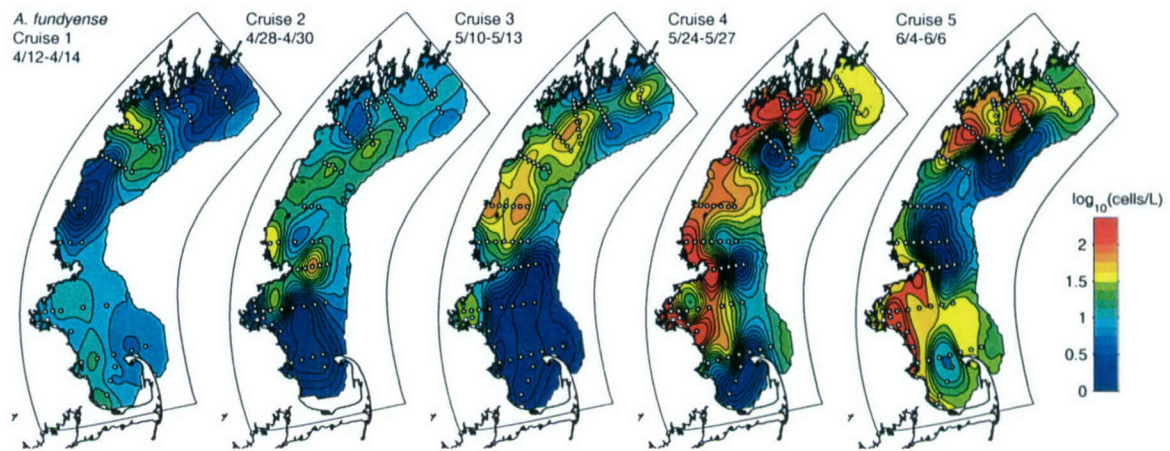 A. fundyense
Cruise 1
4/12-4/14
Cruise 2
4/28-4/30
Cruise 3
5/10-5/13
Cruise 4
5/24-5/27
Cruise 5
6/4-6/6
log10(cells/L)
2
1.5
1
0.5
0